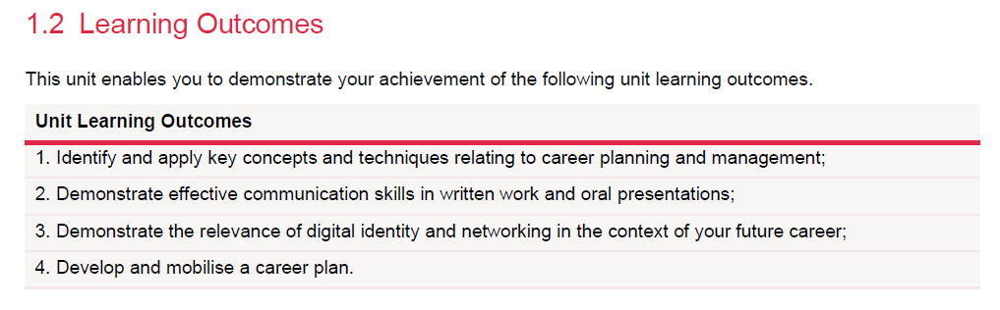 1.2 Learning Outcomes
This unit enables you to demonstrate your achievement of the following unit learning outcomes.
Unit Learning Outcomes
1. Identify and apply key concepts and techniques relating to career planning and management;
2. Demonstrate effective communication skills in written work and oral presentations;
3. Demonstrate the relevance of digital identity and networking in the context of your future career;
4. Develop and mobilise a career plan.